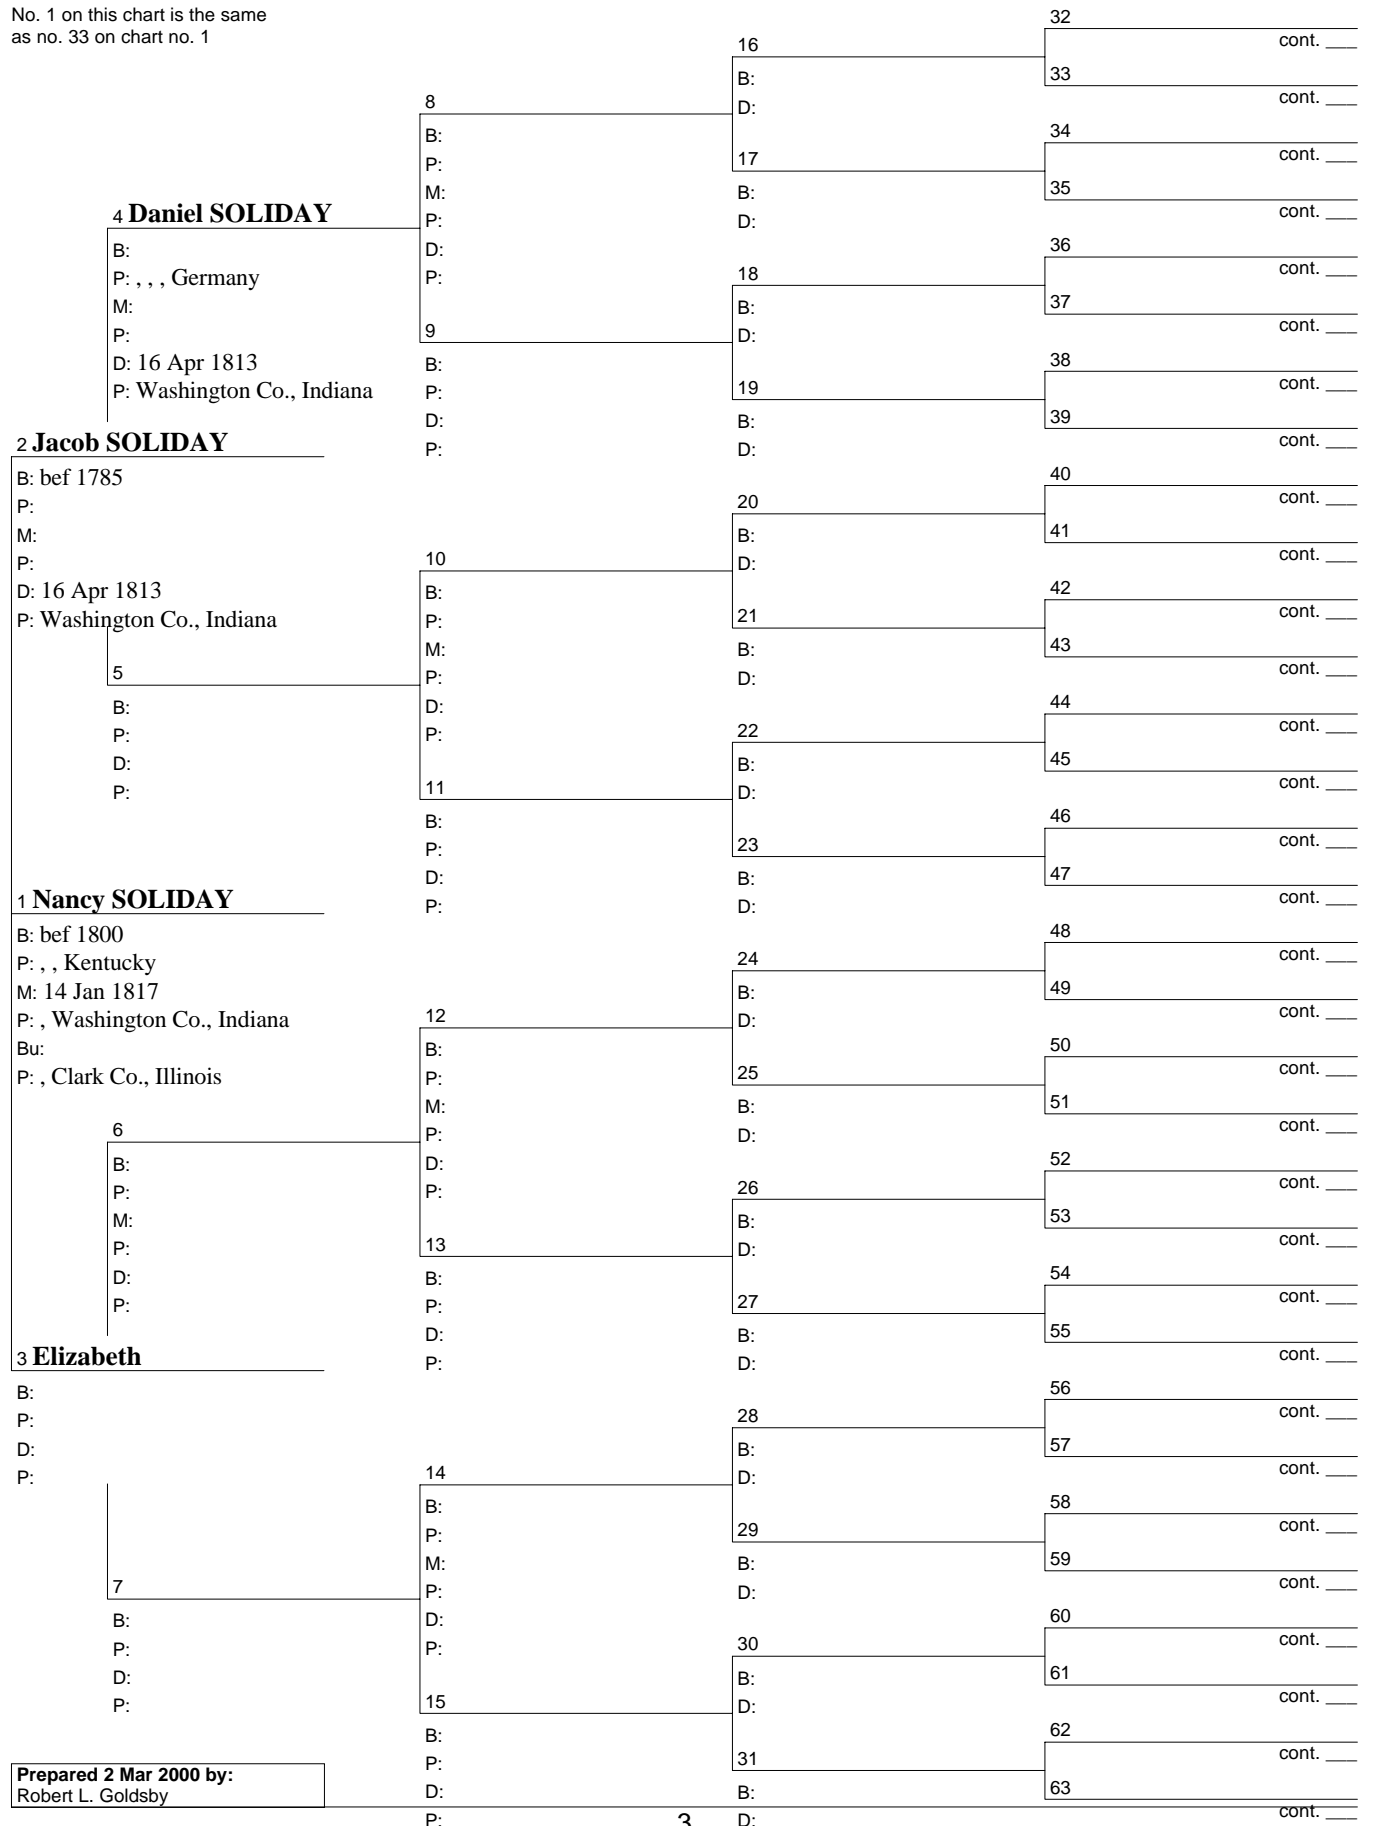 No. 1 on this chart is the same
as no. 33 on chart no. 1
4 Daniel SOLIDAY
B:
P: , , , Germany
M:
P:
D: 16 Apr 1813
P: Washington Co., Indiana
2 Jacob SOLIDAY
B: bef 1785
P:
M:
P:
D: 16 Apr 1813
P: Washington Co., Indiana
5
B:
P:
D:
P:
1 Nancy SOLIDAY
B: bef 1800
P: , , Kentucky
M: 14 Jan 1817
P: , Washington Co., Indiana
Bu:
P: , Clark Co., Illinois
6
B:
P:
M:
P:
D:
P:
3 Elizabeth
B:
P:
D:
P:
7
B:
P:
D:
P:
Prepared 2 Mar 2000 by:
Robert L. Goldsby
8
B:
P:
M:
P:
D:
P:
9
B:
P:
D:
P:
10
B:
P:
M:
P:
D:
P:
11
B:
P:
D:
P:
12
B:
P:
M:
P:
D:
P:
13
B:
P:
D:
P:
14
B:
P:
M:
P:
D:
P:
15
B:
P:
D:
P:
3
16
B:
D:
17
B:
D:
18
B:
D:
19
B:
D:
20
B:
D:
21
B:
D:
22
B:
D:
23
B:
D:
24
B:
D:
25
B:
D:
26
B:
D:
27
B:
D:
28
B:
D:
29
B:
D:
30
B:
D:
31
B:
D:
32
cont. ___
33
cont. ___
34
cont. ___
35
cont. ___
36
cont. ___
37
cont. ___
38
cont. ___
39
cont. ___
40
cont. ___
41
cont. ___
42
cont. ___
43
cont. ___
44
cont. ___
45
cont. ___
46
cont. ___
47
cont. ___
48
cont. ___
49
cont. ___
50
cont. ___
51
cont. ___
52
cont. ___
53
cont. ___
54
cont. ___
55
cont. ___
56
cont. ___
57
cont. ___
58
cont. ___
59
cont. ___
60
cont. ___
61
cont. ___
62
cont. ___
63
cont. ___